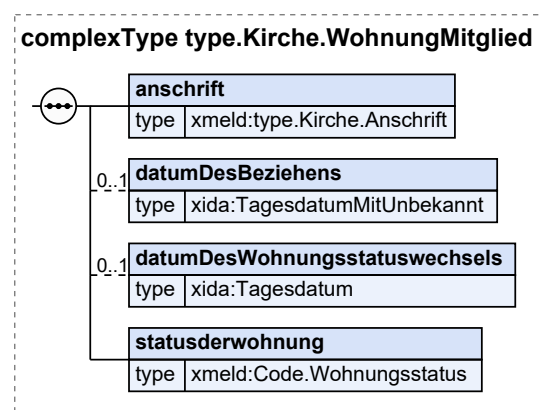 complexType type.Kirche.WohnungMitglied
anschrift
type xmeld:type.Kirche.Anschrift
0..1 datumDesBeziehens
type xida:TagesdatumMitUnbekannt
0..1 datumDesWohnungsstatuswechsels
type xida:Tagesdatum
statusderwohnung
type xmeld:Code.Wohnungsstatus